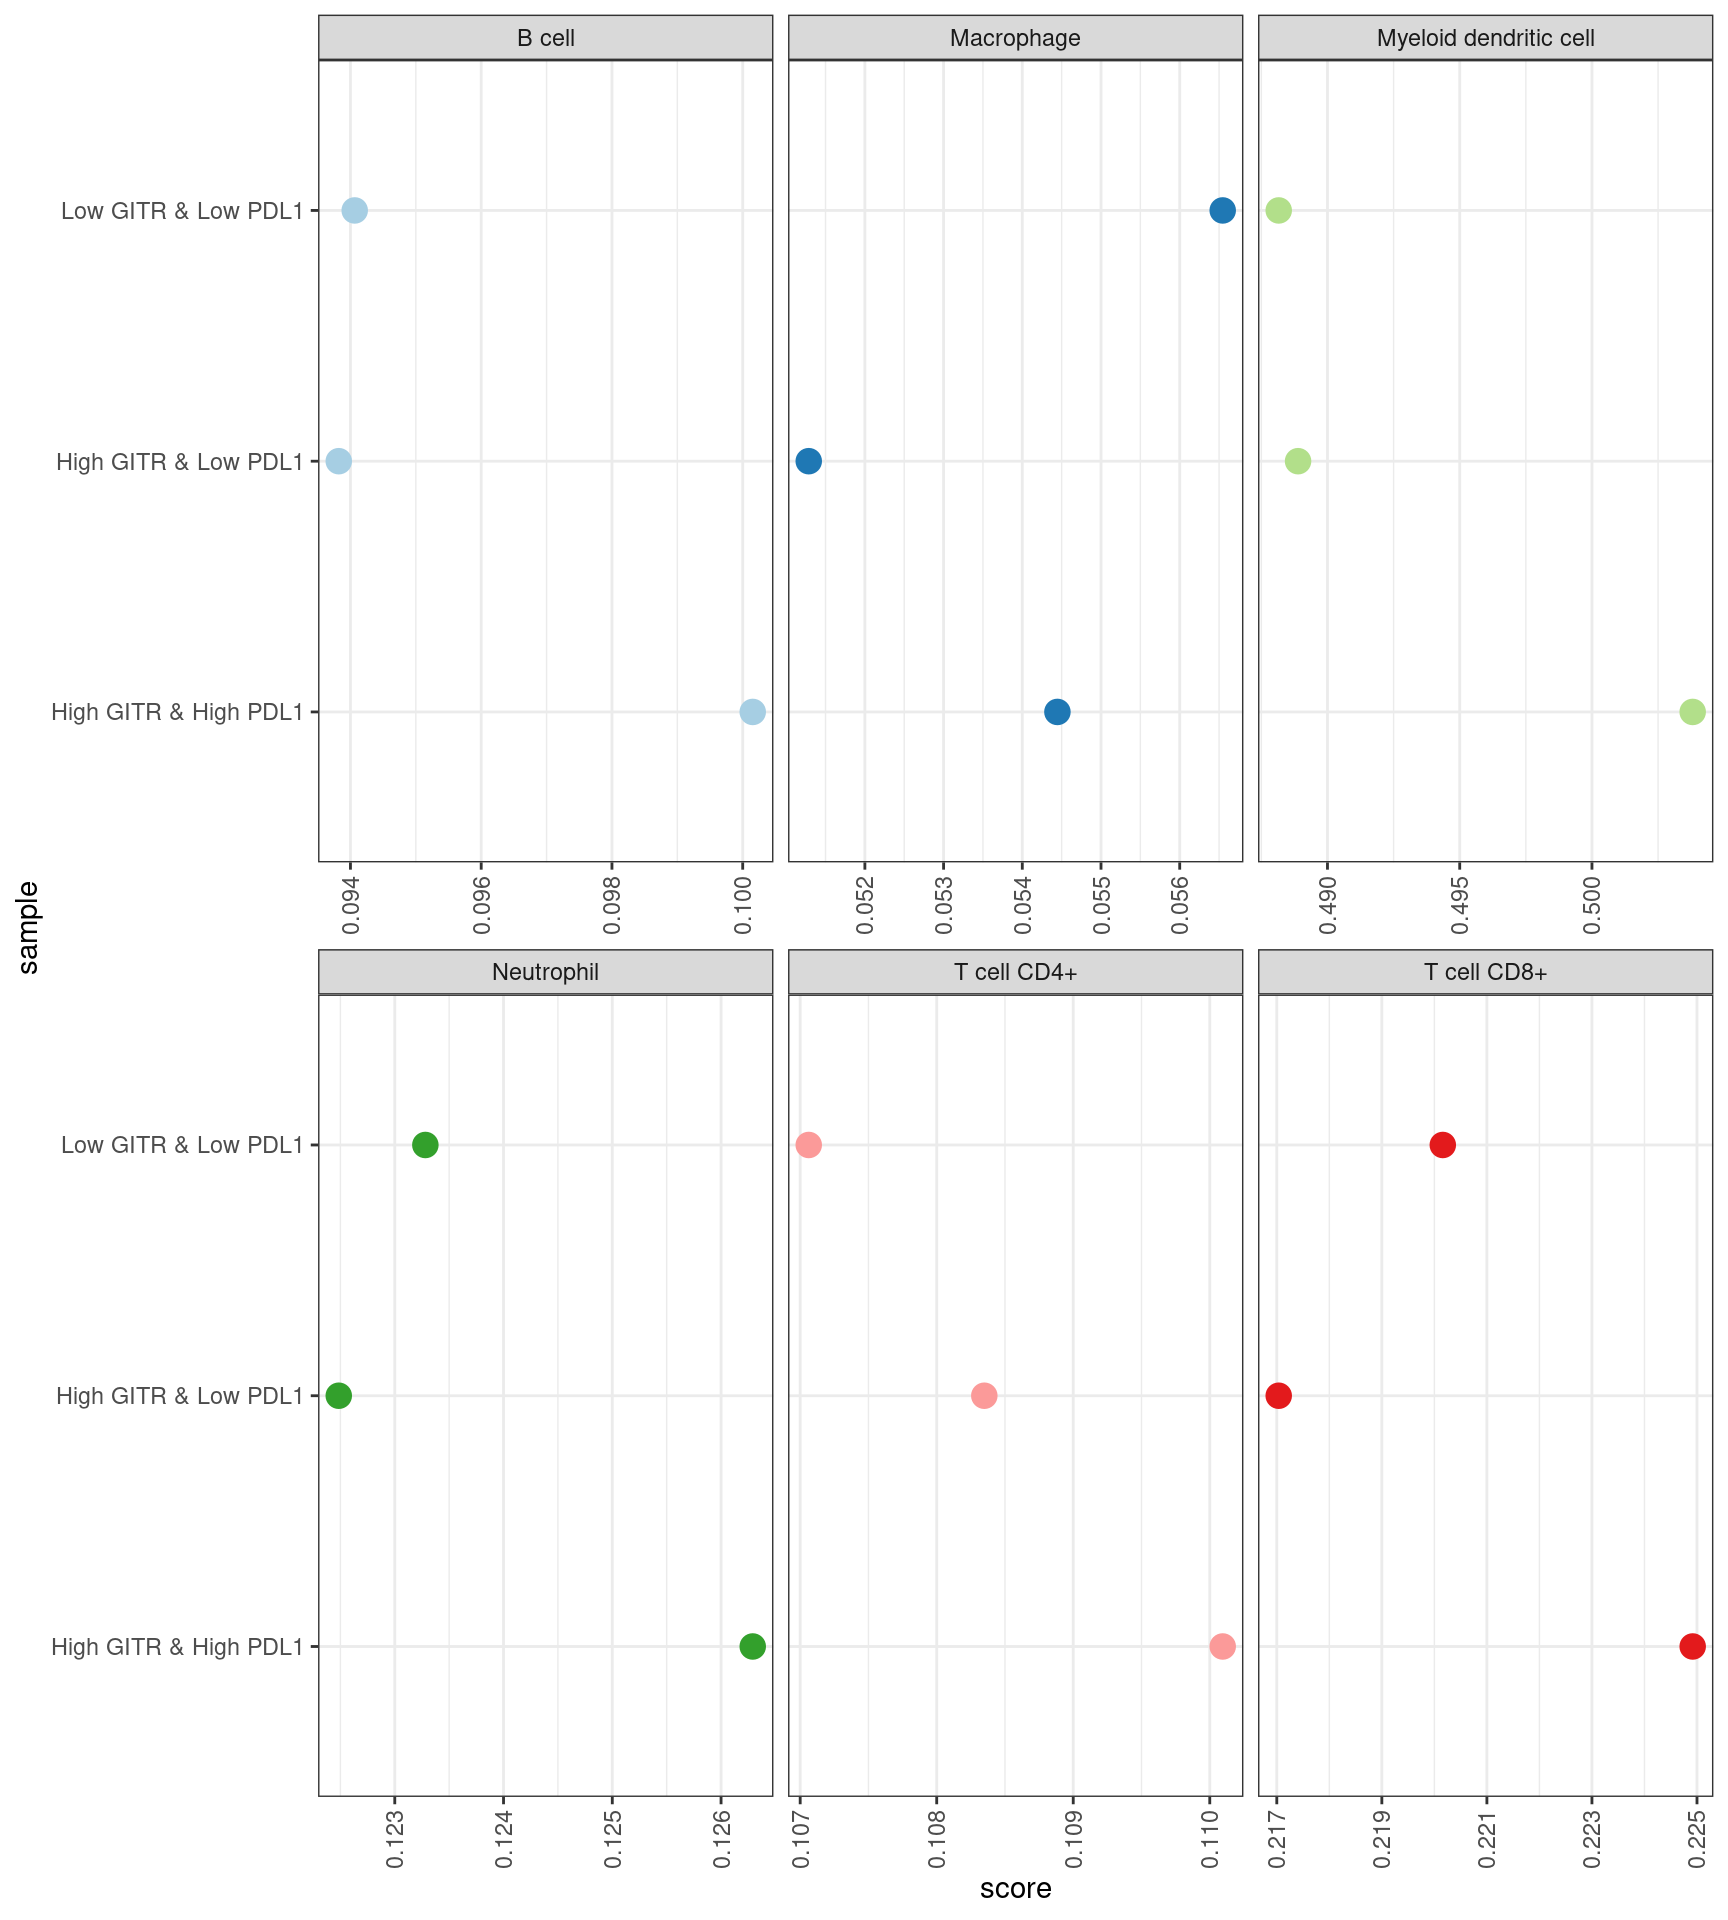 B cell
Macrophage
Myeloid dendritic cell
Low GITR & Low PDL1
High GITR & Low PDL1
High GITR & High PDL1
0.094 0.096 0.098 0.100
0.052 0.053 0.054 0.055 0.056
0.490 0.495 0.500
sample
Neutrophil
T cell CD4+
T cell CD8+
Low GITR & Low PDL1
High GITR & Low PDL1
High GITR & High PDL1
0.123 0.124 0.125 0.126
0.107 0.108 0.109 0.110
0.217 0.219 0.221 0.223 0.225
score